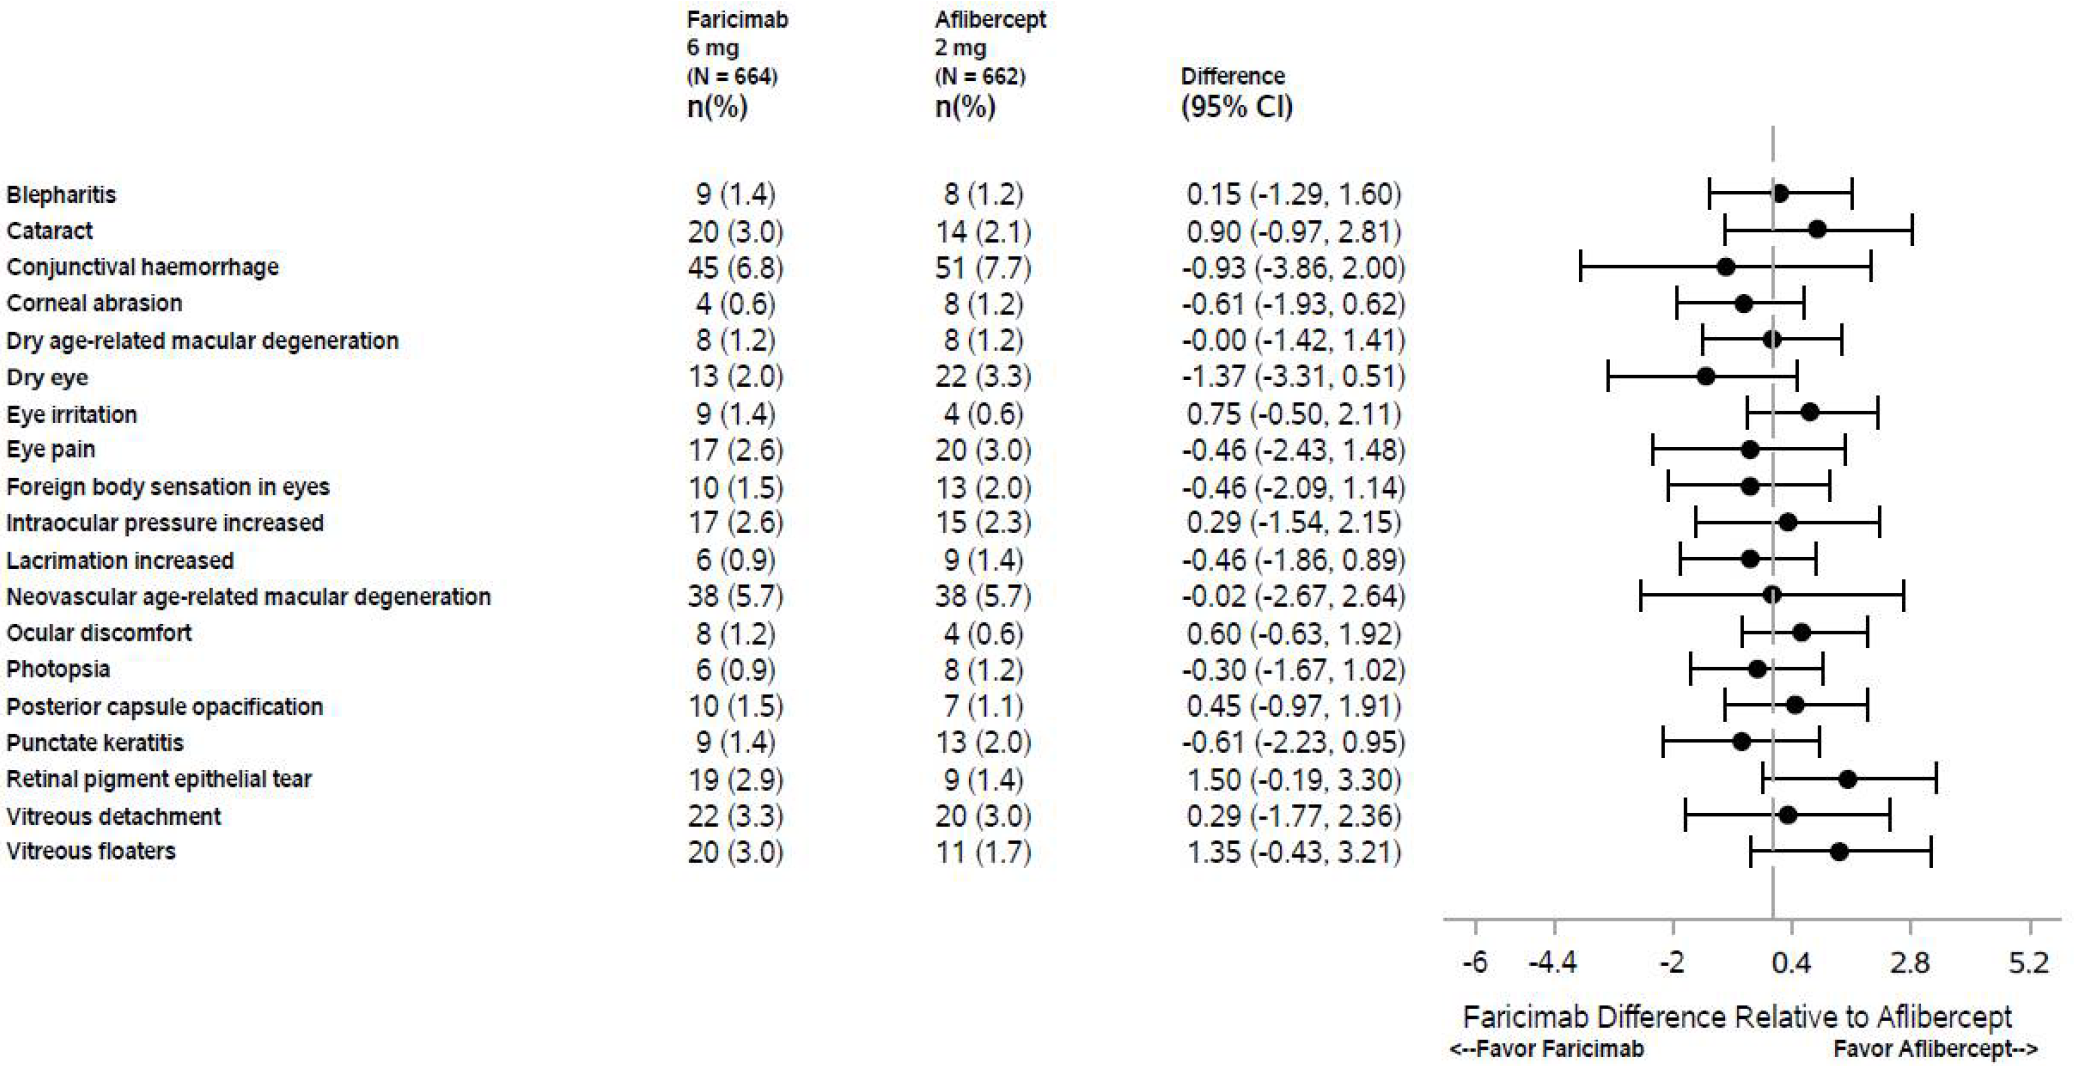 Faricimab Aflibercept
6 mg 2 mg
(N = 664) (N = 662) Difference
n(%) n(%) (95% CI)
Blepharitis 9 (1.4) 8 (1.2) 0.15 (-1.29, 1.60)
Cataract 20 (3.0) 14 (2.1) 0.90 (-0.97, 2.81)
Conjunctival haemorrhage 45 (6.8) 51 (7.7) -0.93 (-3.86, 2.00)
Corneal abrasion 4 (0.6) 8 (1.2) -0.61 (-1.93, 0.62)
Dry age-related macular degeneration 8 (1.2) 8 (1.2) -0.00 (-1.42, 1.41)
Dry eye 13 (2.0) 22 (3.3) -1.37 (-3.31, 0.51)
Eye irritation 9 (1.4) 4 (0.6) 0.75 (-0.50, 2.11)
Eye pain 17 (2.6) 20 (3.0) -0.46 (-2.43, 1.48)
Foreign body sensation in eyes 10 (1.5) 13 (2.0) -0.46 (-2.09, 1.14)
Intraocular pressure increased 17 (2.6) 15 (2.3) 0.29 (-1.54, 2.15)
Lacrimation increased 6 (0.9) 9 (1.4) -0.46 (-1.86, 0.89)
Neovascular age-related macular degeneration 38 (5.7) 38 (5.7) -0.02 (-2.67, 2.64)
Ocular discomfort 8 (1.2) 4 (0.6) 0.60 (-0.63, 1.92)
Photopsia 6 (0.9) 8 (1.2) -0.30 (-1.67, 1.02)
Posterior capsule opacification 10 (1.5) 7 (1.1) 0.45 (-0.97, 1.91)
Punctate keratitis 9 (1.4) 13 (2.0) -0.61 (-2.23, 0.95)
Retinal pigment epithelial tear 19 (2.9) 9 (1.4) 1.50 (-0.19, 3.30)
Vitreous detachment 22 (3.3) 20 (3.0) 0.29 (-1.77, 2.36)
Vitreous floaters 20 (3.0) 11 (1.7) 1.35 (-0.43, 3.21)
-6 -4.4 -2 0.4 2.8 5.2
Faricimab Difference Relative to Aflibercept
<--Favor Faricimab Favor Aflibercept-->